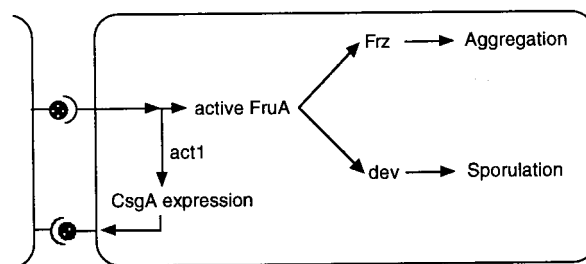 Frz
Aggregation
active FruA
act1
dev
Sporulation
CsgA expression